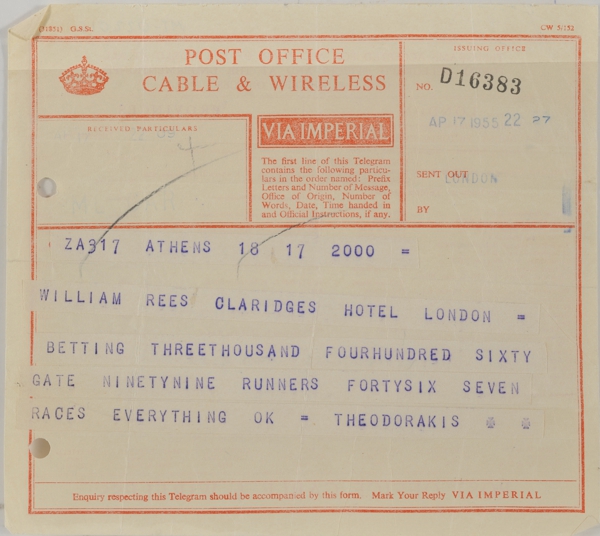 (31851) G.S.St.
CW 5/152
POST OFFICE
CABLE & WIRELESS
ISSUING OFFICE
NO. D16383
RECEIVED PARTICULARS
VIA IMPERIAL
AP 17 1955 22 27
The first line of this Telegram
contains the following particu-
lars in the order named: Prefix
Letters and Number of Message,
Office of Origin, Number of
Words, Date, Time handed in
and Official Instructions, if any.
SENT OUT
LONDON
BY
ZA317 ATHENS 18 17 2000 =
WILLIAM REES CLARIDGES HOTEL LONDON =
BETTING THREETHOUSAND FOURHUNDRED SIXTY
GATE NINETYNINE RUNNERS FORTYSIX SEVEN
RACES EVERYTHING OK = THEODORAKIS
Enquiry respecting this Telegram should be accompanied by this form. Mark Your Reply VIA IMPERIAL